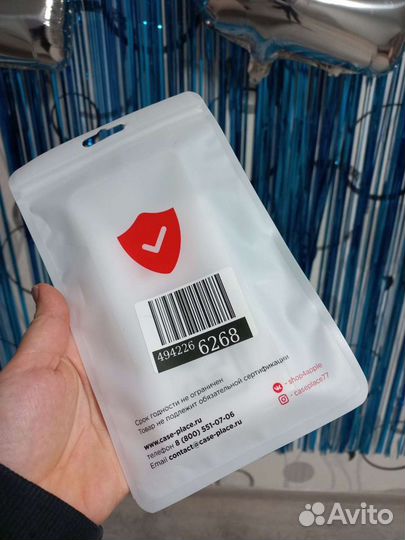 494226 6268
Срок годности не ограничен
Товар не подлежит обязательной сертификации
www.case-place.ru
телефон 8 (800) 551-07-06
Email contact@case-place.ru
- shop4apple
- caseplace77
Avito